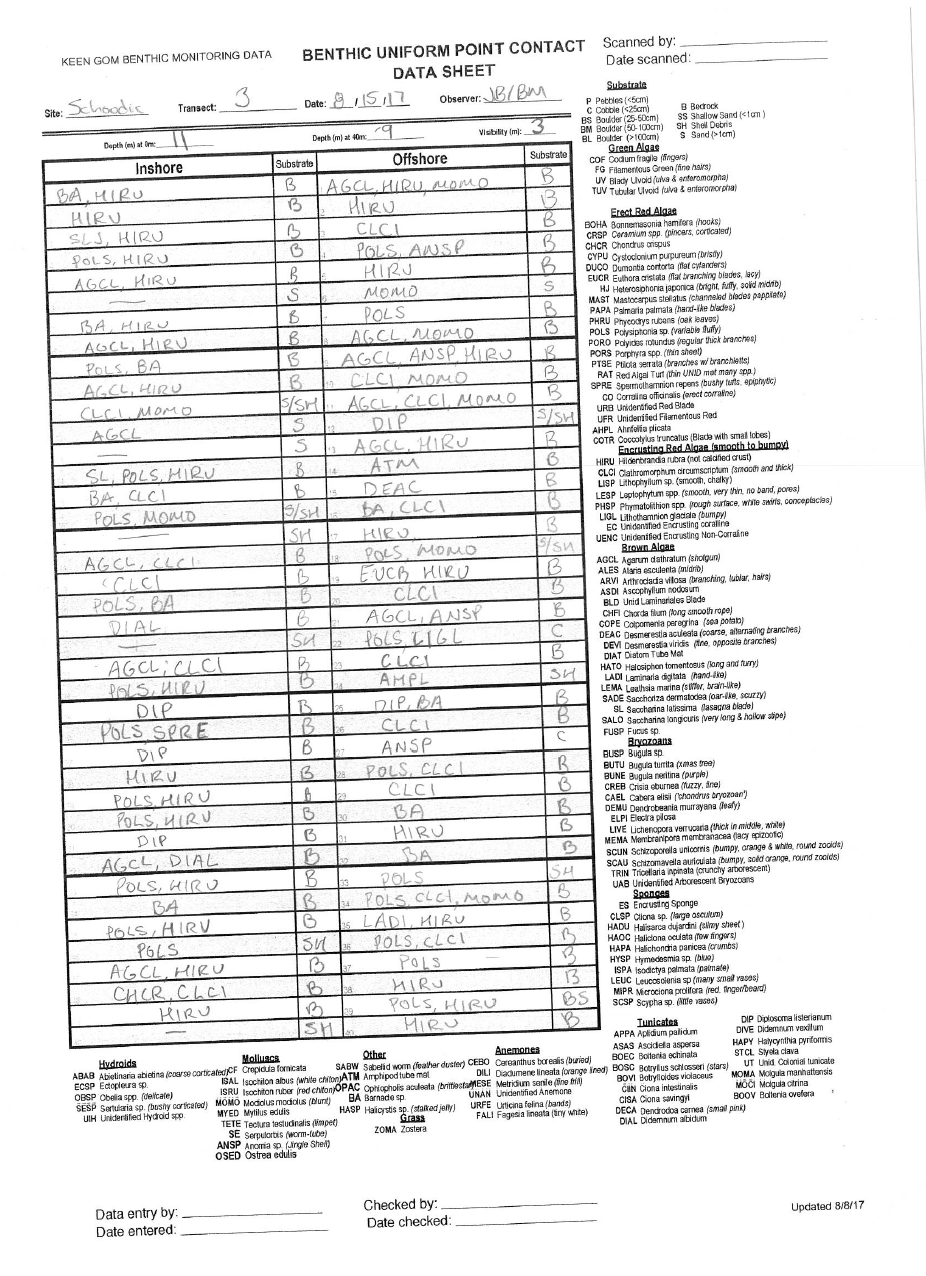 KEEN GOM BENTHIC MONITORING DATA
BENTHIC UNIFORM POINT CONTACT
DATA SHEET
Scanned by:
Date scanned:
Site: Schoodic Transect: 3 Date: 8,15,17 Observer: JB/BM
Depth (m) at 0m: 11 Depth (m) at 40m: 9 Visibility (m): 3
Inshore Substrate Offshore Substrate
BA, HIRU B AGCL, HIRU, MOMO B
HIRU B 2 HIRU B
SLJ, HIRU B 3 CLCI B
POLS, HIRU B 4 POLS, ANSP B
AGCL, HIRU B 5 HIRU B
— S MOMO S
BA, HIRU B POLS B
AGCL, HIRU B AGCL, MOMO B
POLS, BA B AGCL, ANSP HIRU B
AGCL, HIRU B 10 CLCI, MOMO B
CLCI, MOMO S/SH AGCL, CLCI, MOMO B
AGCL S 12 DIP S/SH
— S 13 AGCL, HIRU B
SL, POLS, HIRU B 14 ATM B
BA, CLCI B 15 DEAC B
POLS, MOMO S/SH BA, CLCI B
— SH 17 HIRU B
AGCL, CLCI B 18 POLS, MOMO S/SH
CLCI B 19 EUCR HIRU B
POLS, BA B 20 CLCI B
DIAL B 21 AGCL, ANSP B
— SH 22 POLS, LIGL C
AGCL, CLCI B 23 CLCI B
POLS, HIRU B 24 AHPL SH
DIP B 25 DIP, BA B
POLS, SPRE B 26 CLCI B
DIP B 27 ANSP C
HIRU B 28 POLS, CLCI B
POLS, HIRU B 29 CLCI B
POLS, HIRU B 30 BA B
DIP B 31 HIRU B
AGCL, DIAL B 32 BA B
POLS, HIRU B 33 POLS SH
BA B 34 POLS, CLCI, MOMO B
POLS, HIRU B 35 LADI, HIRU B
POLS SH 36 POLS, CLCI B
AGCL, HIRU B 37 POLS B
CHCR, CLCI B 38 HIRU B
HIRU B 39 POLS, HIRU BS
— SH 40 HIRU B
Substrate
P Pebbles (<5cm)
C Cobble (<25cm) B Bedrock
BS Boulder (25-50cm) SS Shallow Sand (<1cm )
BM Boulder (50-100cm) SH Shell Debris
BL Boulder (>100cm) S Sand (>1cm)
Green Algae
COF Codium fragile (fingers)
FG Filamentous Green (fine hairs)
UV Blady Ulvoid (ulva & enteromorpha)
TUV Tubular Ulvoid (ulva & enteromorpha)
Erect Red Algae
BOHA Bonnemasonia hamifera (hooks)
CRSP Ceramium spp. (pincers, corticated)
CHCR Chondrus crispus
CYPU Cystoclonium purpureum (bristly)
DUCO Dumontia contorta (flat cylanders)
EUCR Euthora cristata (flat branching blades, lacy)
HJ Heterosiphonia japonica (bright, fuffy, solid midrib)
MAST Mastocarpus stellatus (channeled blades pappilate)
PAPA Palmaria palmata (hand-like blades)
PHRU Phycodrys rubens (oak leaves)
POLS Polysiphonia sp. (variable fluffy)
PORO Polyides rotundus (regular thick branches)
PORS Porphyra spp. (thin sheet)
PTSE Ptilota serrata (branches w/ branchletts)
RAT Red Algal Turf (thin UNID mat many spp.)
SPRE Spermothamnion repens (bushy tufts, epiphytic)
CO Corralina officinalis (erect corraline)
URB Unidentified Red Blade
UFR Unidentified Filamentous Red
AHPL Ahnfeltia plicata
COTR Coccotylus truncatus (Blade with small lobes)
Encrusting Red Algae (smooth to bumpy)
HIRU Hildenbrandia rubra (not calcified crust)
CLCI Clathromorphum circumscriptum (smooth and thick)
LISP Lithophyllum sp. (smooth, chalky)
LESP Leptophytum spp. (smooth, very thin, no band, pores)
PHSP Phymatolithion spp. (rough surface, white swirls, conceptacles)
LIGL Lithothamnion glaciale (bumpy)
EC Unidentified Encrusting coralline
UENC Unidentified Encrusting Non-Corraline
Brown Algae
AGCL Agarum clathratum (shotgun)
ALES Alaria esculenta (midrib)
ARVI Arthrocladia villosa (branching, tublar, hairs)
ASDI Ascophyllum nodosum
BLD Unid Laminariales Blade
CHFI Chorda filum (long smooth rope)
COPE Colpomenia peregrina (sea potato)
DEAC Desmerestia aculeata (coarse, alternating branches)
DEVI Desmerestia viridis (fine, opposite branches)
DIAT Diatom Tube Mat
HATO Halosiphon tomentosus (long and furry)
LADI Laminaria digitata (hand-like)
LEMA Leathsia marina (stiffer, brain-like)
SADE Sacchoriza dermatodea (oar-like, scuzzy)
SL Saccharina latissima (lasagna blade)
SALO Saccharina longicuris (very long & hollow stipe)
FUSP Fucus sp.
Bryozoans
BUSP Bugula sp.
BUTU Bugula turrita (xmas tree)
BUNE Bugula neritina (purple)
CREB Crisia eburnea (fuzzy, fine)
CAEL Cabera elisii ('chondrus bryozoan')
DEMU Dendrobeania murrayana (leafy)
ELPI Electra pilosa
LIVE Lichenopora verrucaria (thick in middle, white)
MEMA Membranipora membranacea (lacy epizootic)
SCUN Schizoporella unicornis (bumpy, orange & white, round zooids)
SCAU Schizomavella auriculata (bumpy, solid orange, round zooids)
TRIN Tricellaria inpinata (crunchy arborescent)
UAB Unidentified Arborescent Bryozoans
Sponges
ES Encrusting Sponge
CLSP Cliona sp. (large osculum)
HADU Halisarca dujardini (slimy sheet )
HAOC Haliclona oculata (few fingers)
HAPA Halichondria panicea (crumbs)
HYSP Hymedesmia sp. (blue)
ISPA Isodictya palmata (palmate)
LEUC Leucosolenia sp (many small vases)
MIPR Microciona prolifera (red, finger/beard)
SCSP Scypha sp. (little vases)
Tunicates
APPA Aplidium pallidum
ASAS Ascidiella aspersa
BOEC Boltenia echinata
BOSG Botryllus schlosseri (stars)
BOVI Botrylloides violaceus
CIIN Ciona intestinalis
CISA Ciona savingyi
DECA Dendrodoa carnea (small pink)
DIAL Didemnum albidum
DIP Diplosoma listerianum
DIVE Didemnum vexillum
HAPY Halycynthia pyriformis
STCL Styela clava
UT Unid. Colonial tunicate
MOMA Molgula manhattensis
MOCI Molgula citrina
BOOV Boltenia ovefera
Hydroids
ABAB Abietinaria abietina (coarse corticated)
ECSP Ectopleura sp.
OBSP Obelia spp. (delicate)
SESP Sertularia sp. (bushy corticated)
UIH Unidentified Hydroid spp.
Molluscs
CF Crepidula fornicata
ISAL Isochiton albus (white chiton)
ISRU Isochiton ruber (red chiton)
MOMO Modiolus modiolus (blunt)
MYED Mytilus edulis
TETE Tectura testudinalis (limpet)
SE Serpulorbis (worm-tube)
ANSP Anomia sp. (Jingle Shell)
OSED Ostrea edulis
Other
SABW Sabellid worm (feather duster)
ATM Amphipod tube mat
OPAC Ophiopholis aculeata (brittlestar)
BA Barnacle sp.
HASP Halicystis sp. (stalked jelly)
Grass
ZOMA Zostera
Anemones
CEBO Cereanthus borealis (buried)
DILI Diadumene lineata (orange lined)
MESE Metridium senile (fine frill)
UNAN Unidentified Anemone
URFE Urticina felina (bands)
FALI Fagesia lineata (tiny white)
Data entry by:
Date entered:
Checked by:
Date checked:
Updated 8/8/17